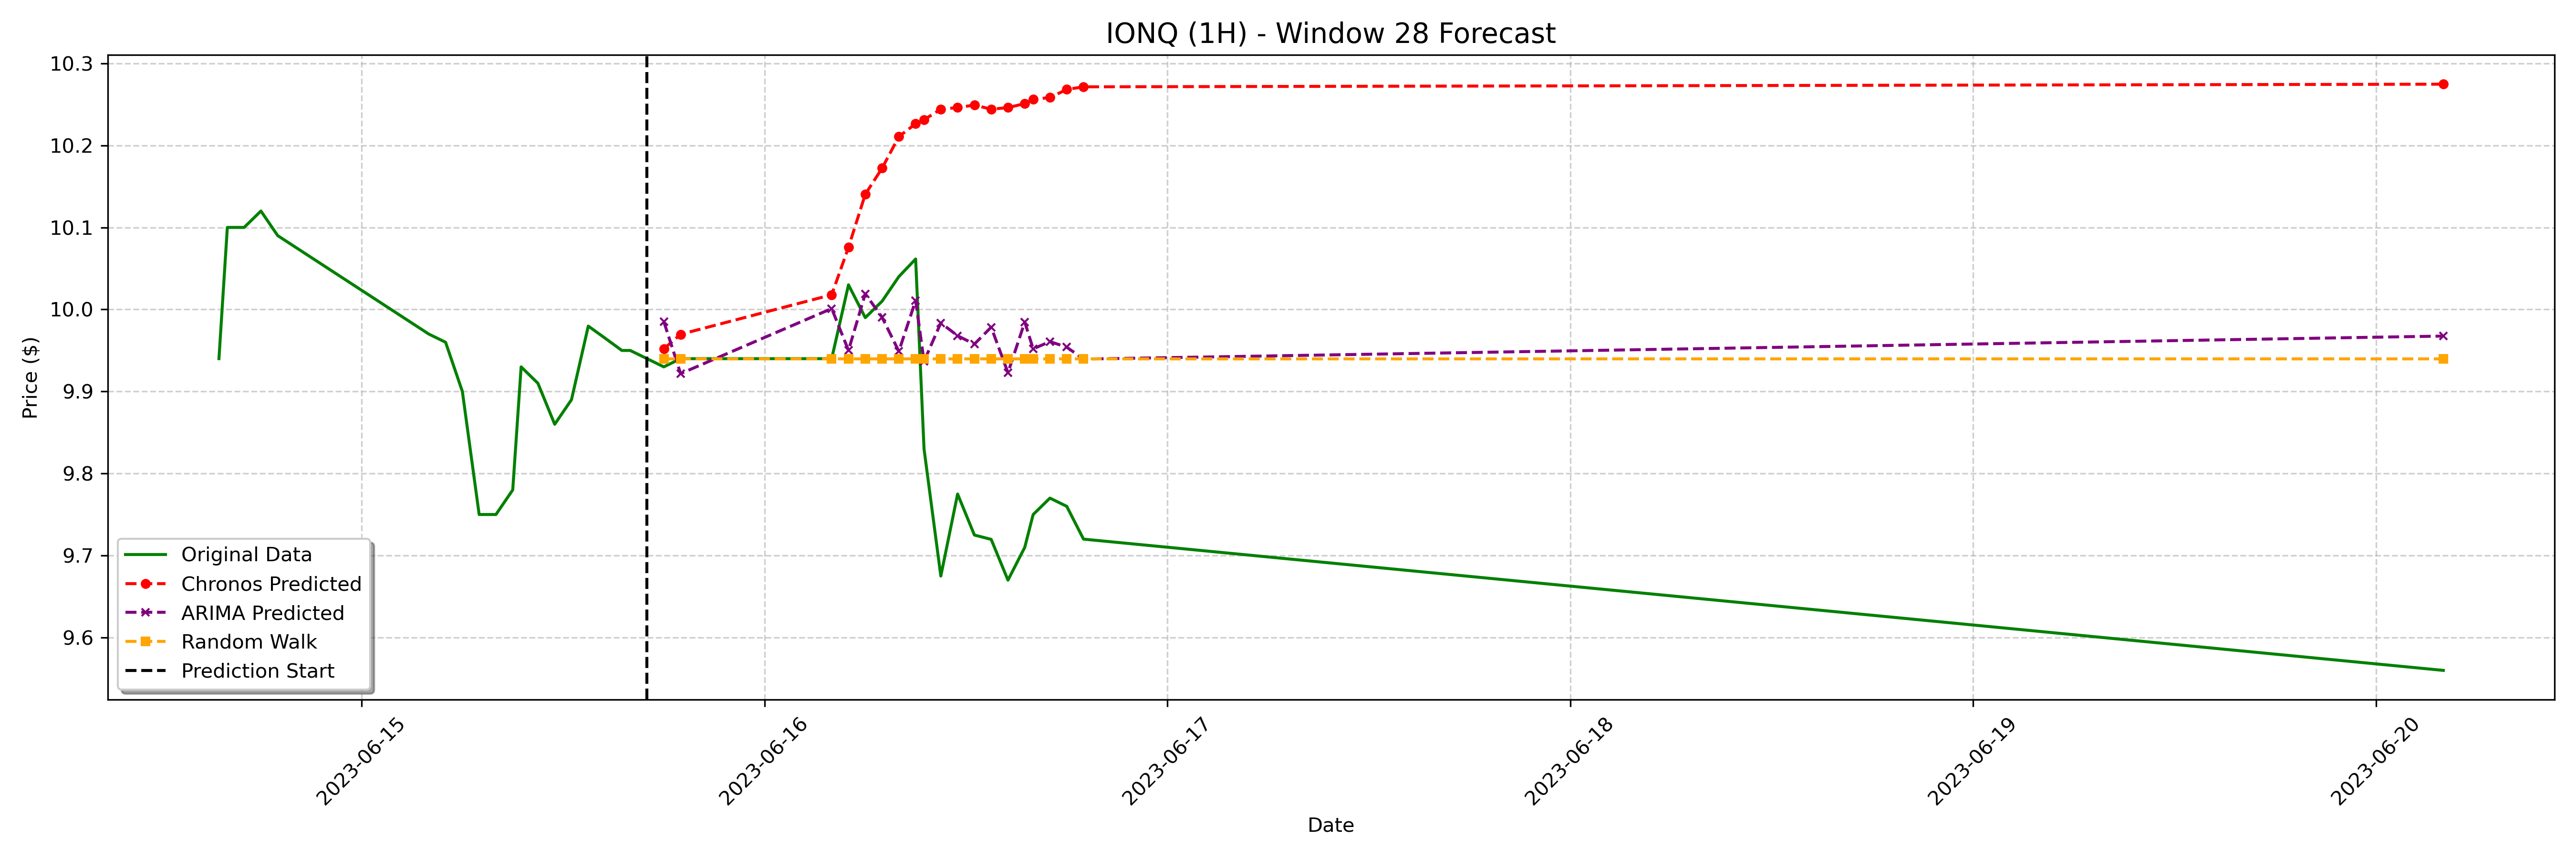 IONQ (1H) - Window 28 Forecast
Price ($)
10.3
10.2
10.1
10.0
9.9
9.8
9.7
9.6
Original Data
Chronos Predicted
ARIMA Predicted
Random Walk
Prediction Start
2023-06-15
2023-06-16
2023-06-17
2023-06-18
2023-06-19
2023-06-20
Date